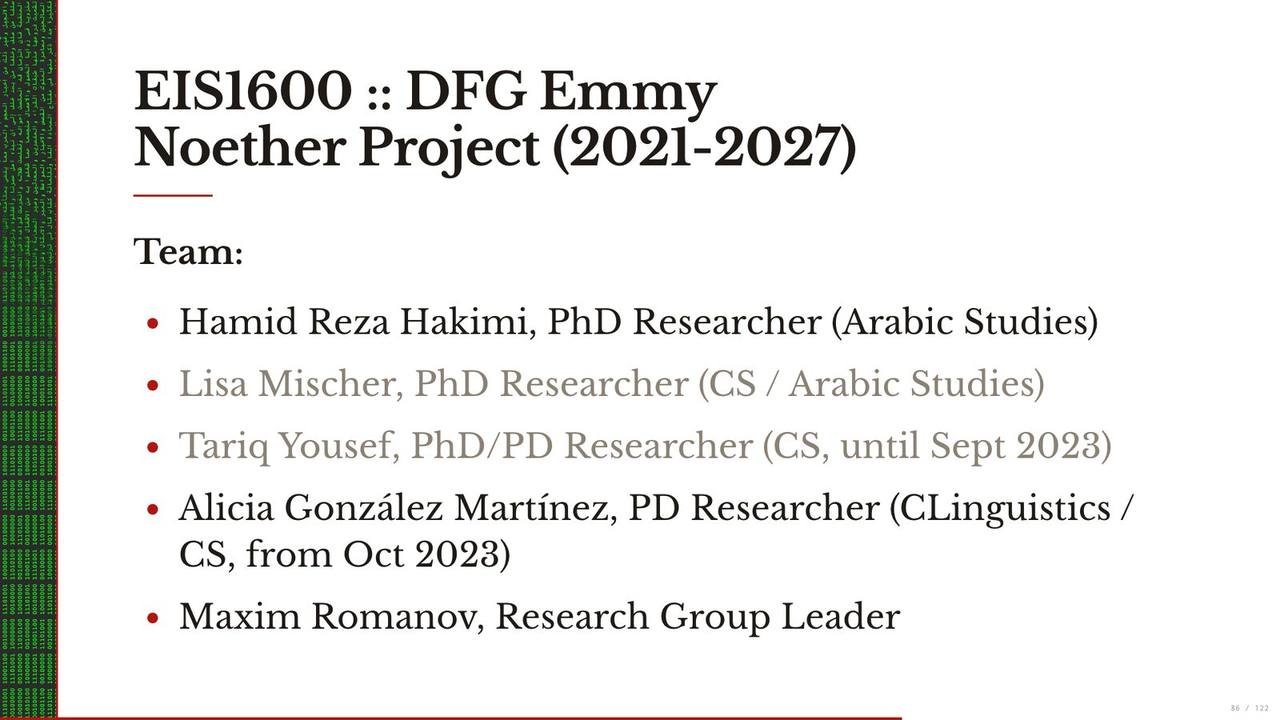 EIS1600 :: DFG Emmy
Noether Project (2021-2027)
Team:
• Hamid Reza Hakimi, PhD Researcher (Arabic Studies)
• Lisa Mischer, PhD Researcher (CS / Arabic Studies)
• Tariq Yousef, PhD/PD Researcher (CS, until Sept 2023)
• Alicia González Martínez, PD Researcher (CLinguistics /
CS, from Oct 2023)
• Maxim Romanov, Research Group Leader
86 / 122